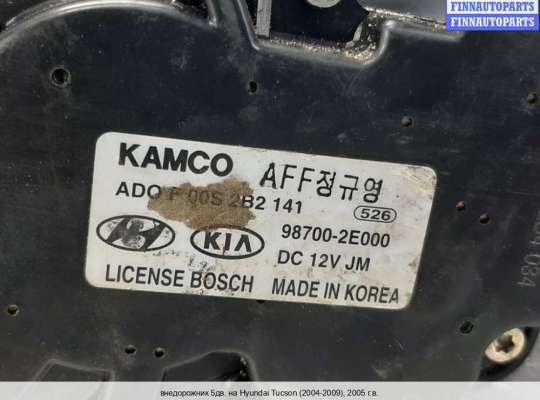 FINNAUTOPARTS
FINNAUTOPARTS
KAMCO AFF정규영
ADO F 00S 2B2 141
526
KIA 98700-2E000
DC 12V JM
LICENSE BOSCH MADE IN KOREA
внедорожник 5дв. на Hyundai Tucson (2004-2009), 2005 г.в.